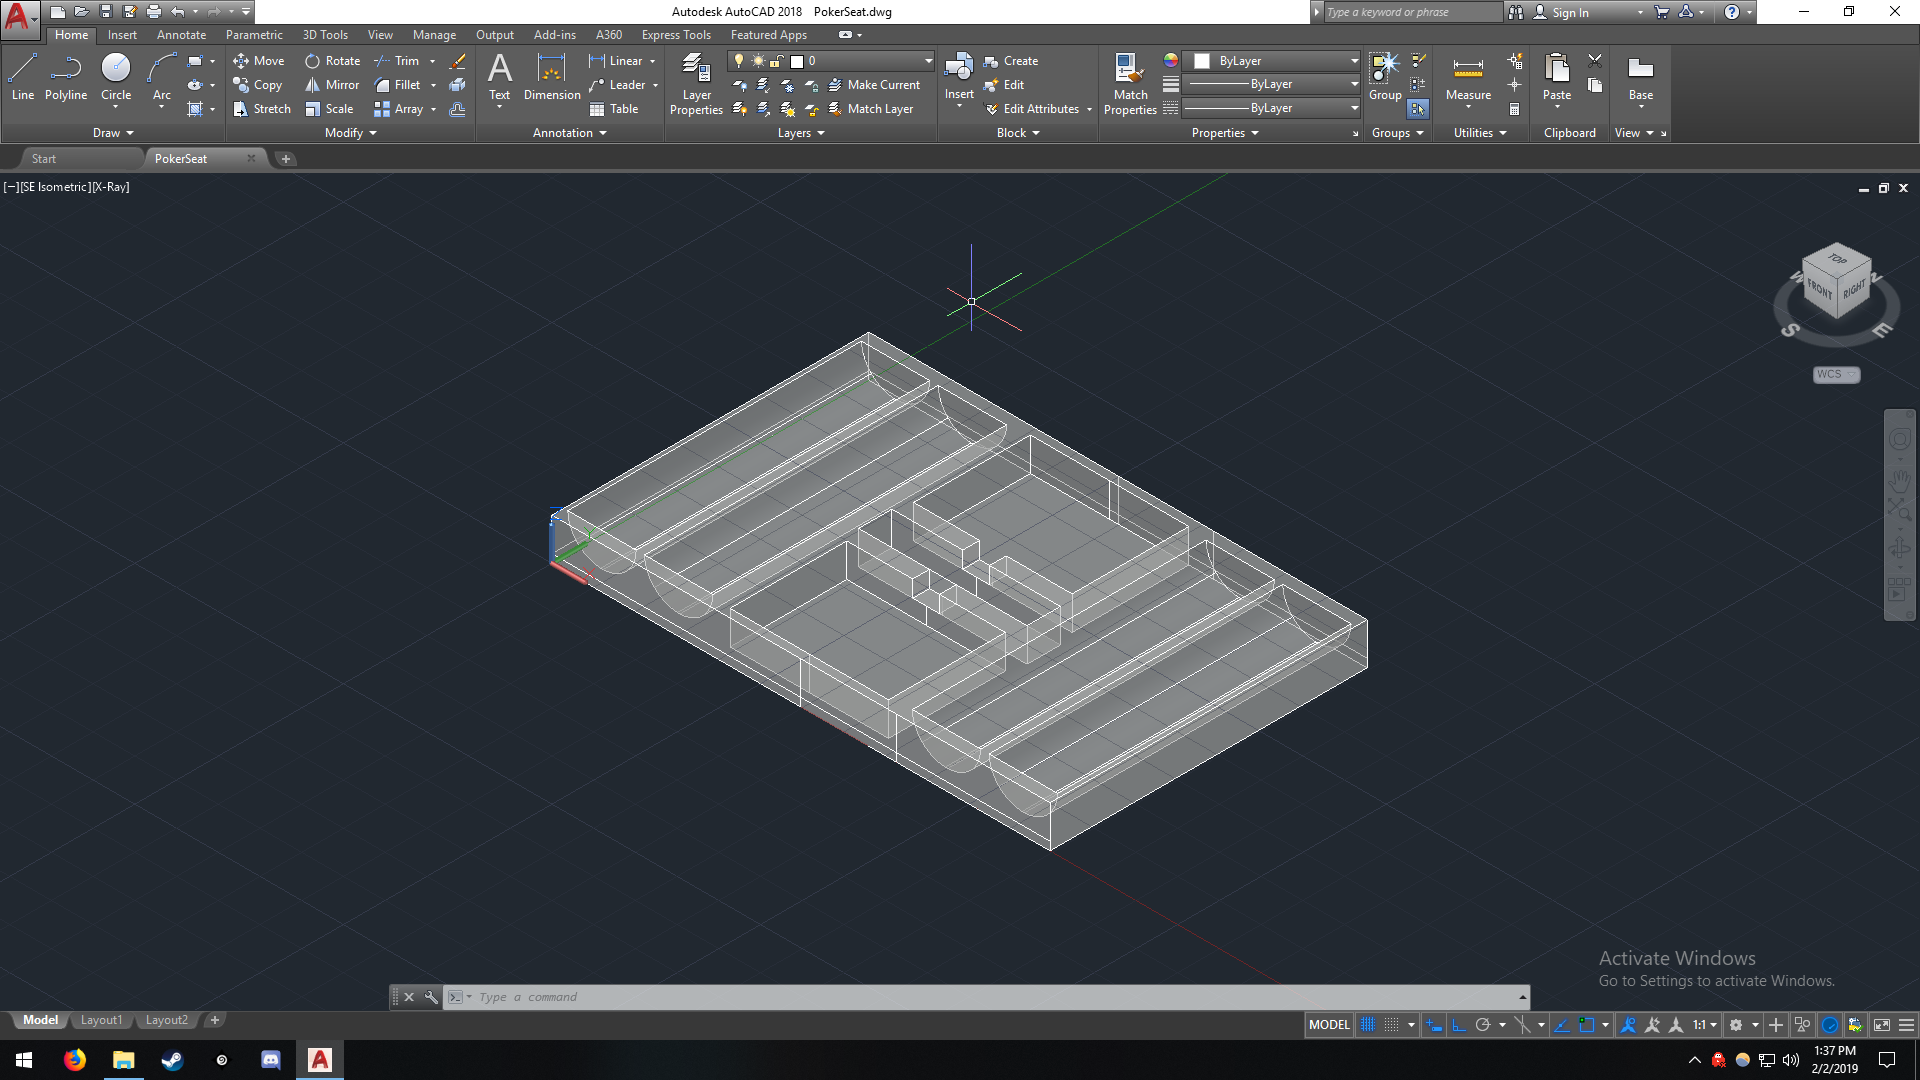 Autodesk AutoCAD 2018 PokerSeat.dwg
Type a keyword or phrase
Sign In
Home Insert Annotate Parametric 3D Tools View Manage Output Add-ins A360 Express Tools Featured Apps
Line Polyline Circle Arc
Move Rotate Trim
Copy Mirror Fillet
Stretch Scale Array
Text Dimension
Linear
Leader
Table
Layer Properties
0
Make Current
Match Layer
Insert
Create
Edit
Edit Attributes
Match Properties
ByLayer
ByLayer
ByLayer
Group
Measure
Paste
Base
Draw Modify Annotation Layers Block Properties Groups Utilities Clipboard View
Start PokerSeat
[−][SE Isometric][X-Ray]
TOP
W N
FRONT RIGHT
S E
WCS
X
Activate Windows
Go to Settings to activate Windows.
Type a command
Model Layout1 Layout2
MODEL 1:1
1:37 PM
2/2/2019